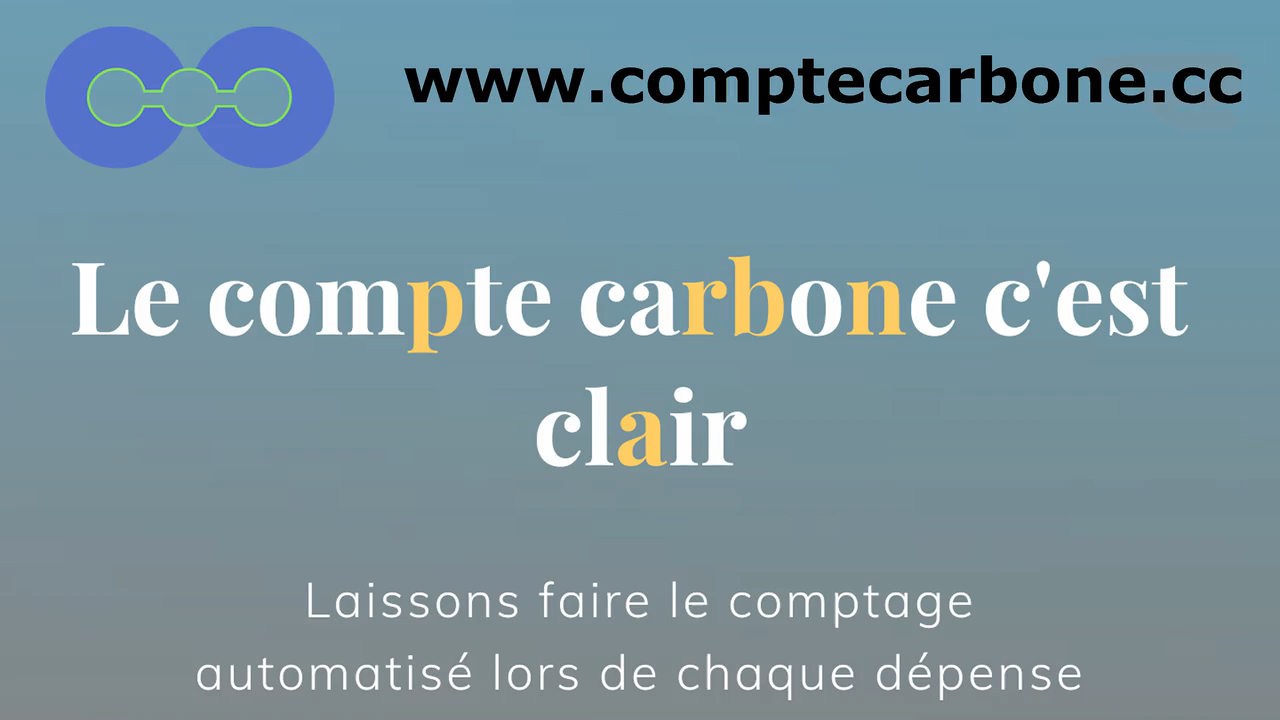 www.comptecarbone.cc
Le compte carbone c'est
clair
Laissons faire le comptage
automatisé lors de chaque dépense